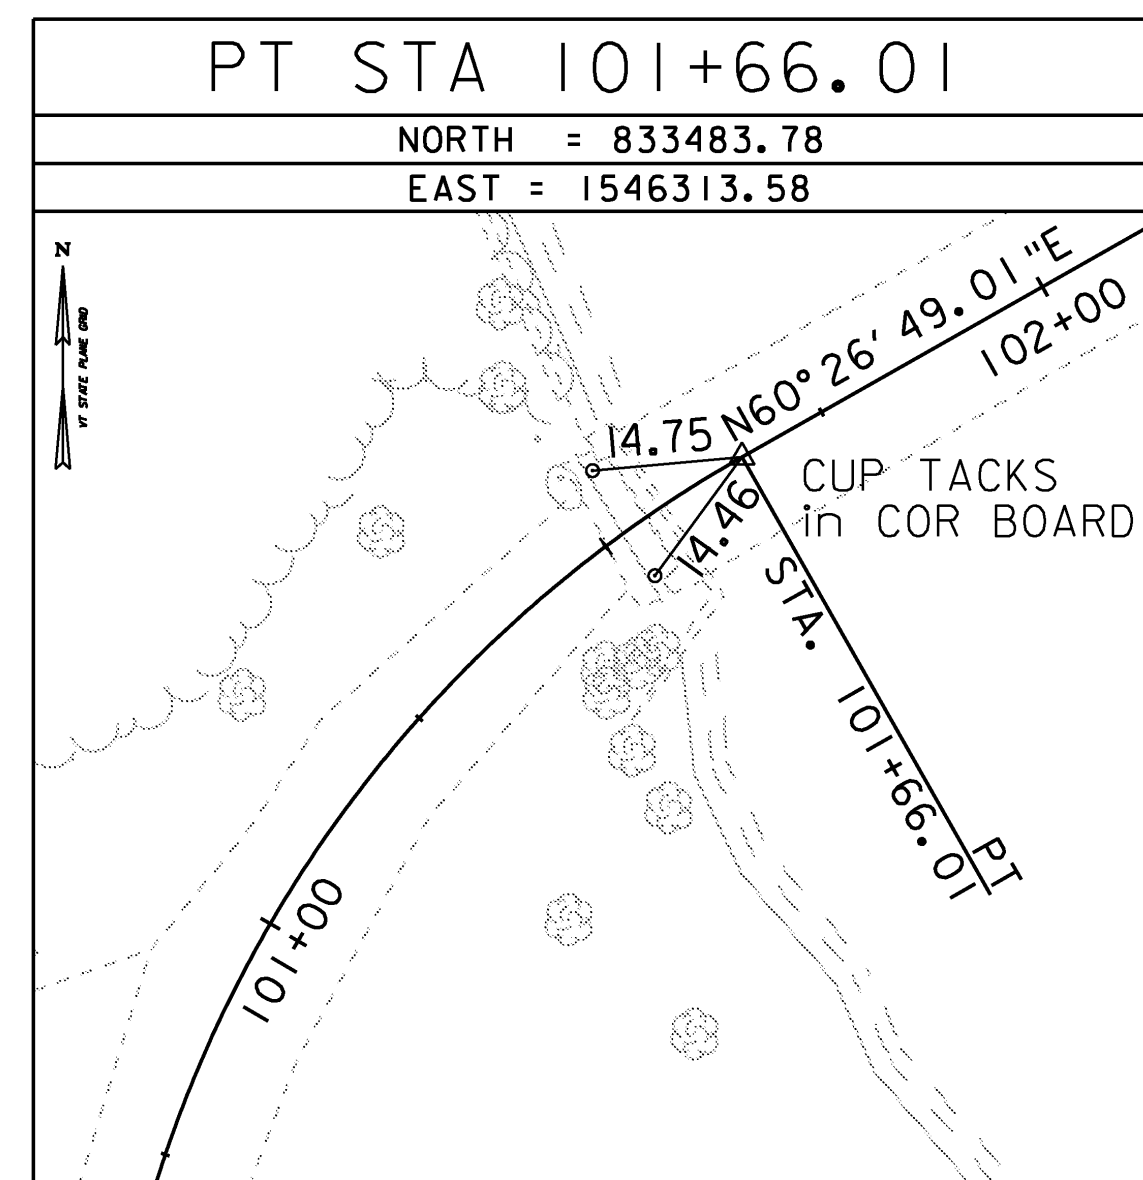 PT STA 101+66.01
NORTH = 833483.78
EAST = 1546313.58
N
VT STATE PLANE GRID
N60° 26' 49.01"E
102+00
14.75
CUP TACKS
in COR BOARD
14.46
STA. 101+66.01
PT
101+00